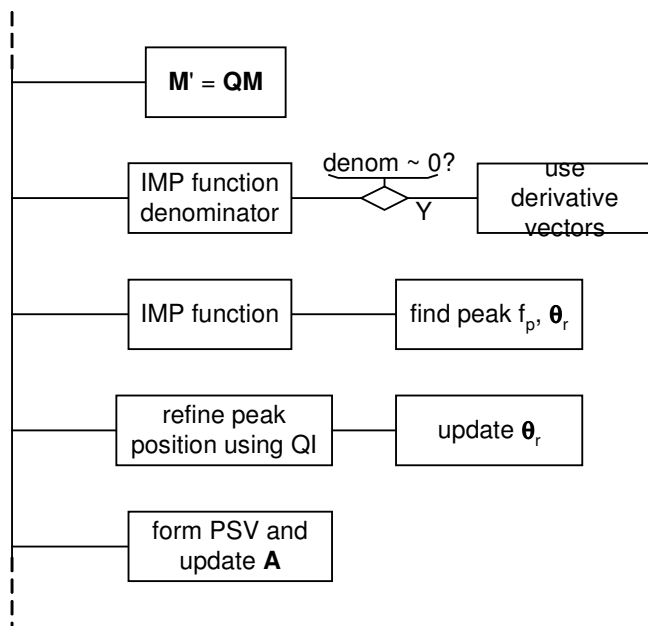 M' = QM
denom ~ 0?
IMP function
denominator
Y
use
derivative
vectors
IMP function
find peak fp, θr
refine peak
position using QI
update θr
form PSV and
update A